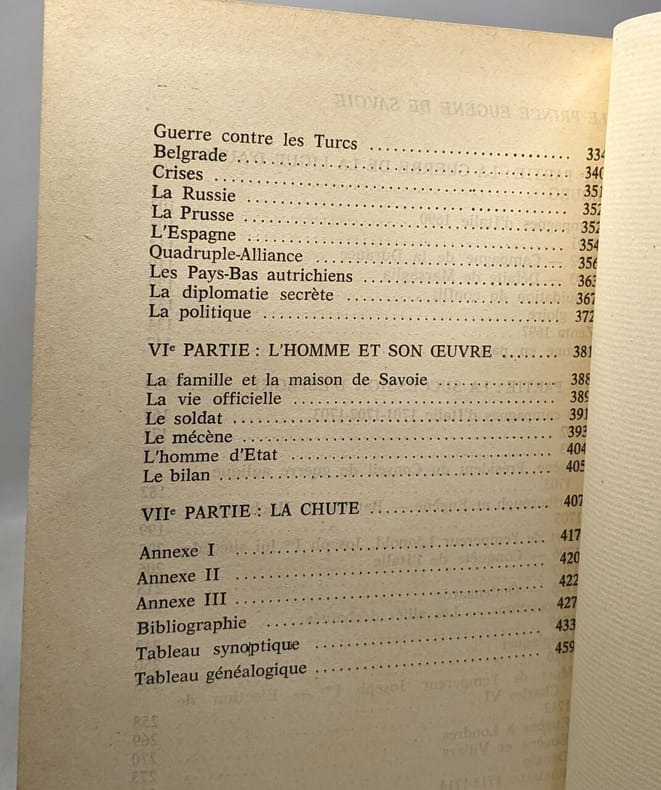 Guerre contre les Turcs .......... 334
Belgrade .......... 340
Crises .......... 351
La Russie .......... 352
La Prusse .......... 352
L'Espagne .......... 354
Quadruple-Alliance .......... 356
Les Pays-Bas autrichiens .......... 363
La diplomatie secrète .......... 367
La politique .......... 372
VIe PARTIE : L'HOMME ET SON ŒUVRE ........ 381
La famille et la maison de Savoie .......... 388
La vie officielle .......... 389
Le soldat .......... 391
Le mécène .......... 393
L'homme d'Etat .......... 404
Le bilan .......... 405
VIIe PARTIE : LA CHUTE .......... 407
Annexe I .......... 417
Annexe II .......... 420
Annexe III .......... 422
Bibliographie .......... 427
Tableau synoptique .......... 433
Tableau généalogique .......... 459